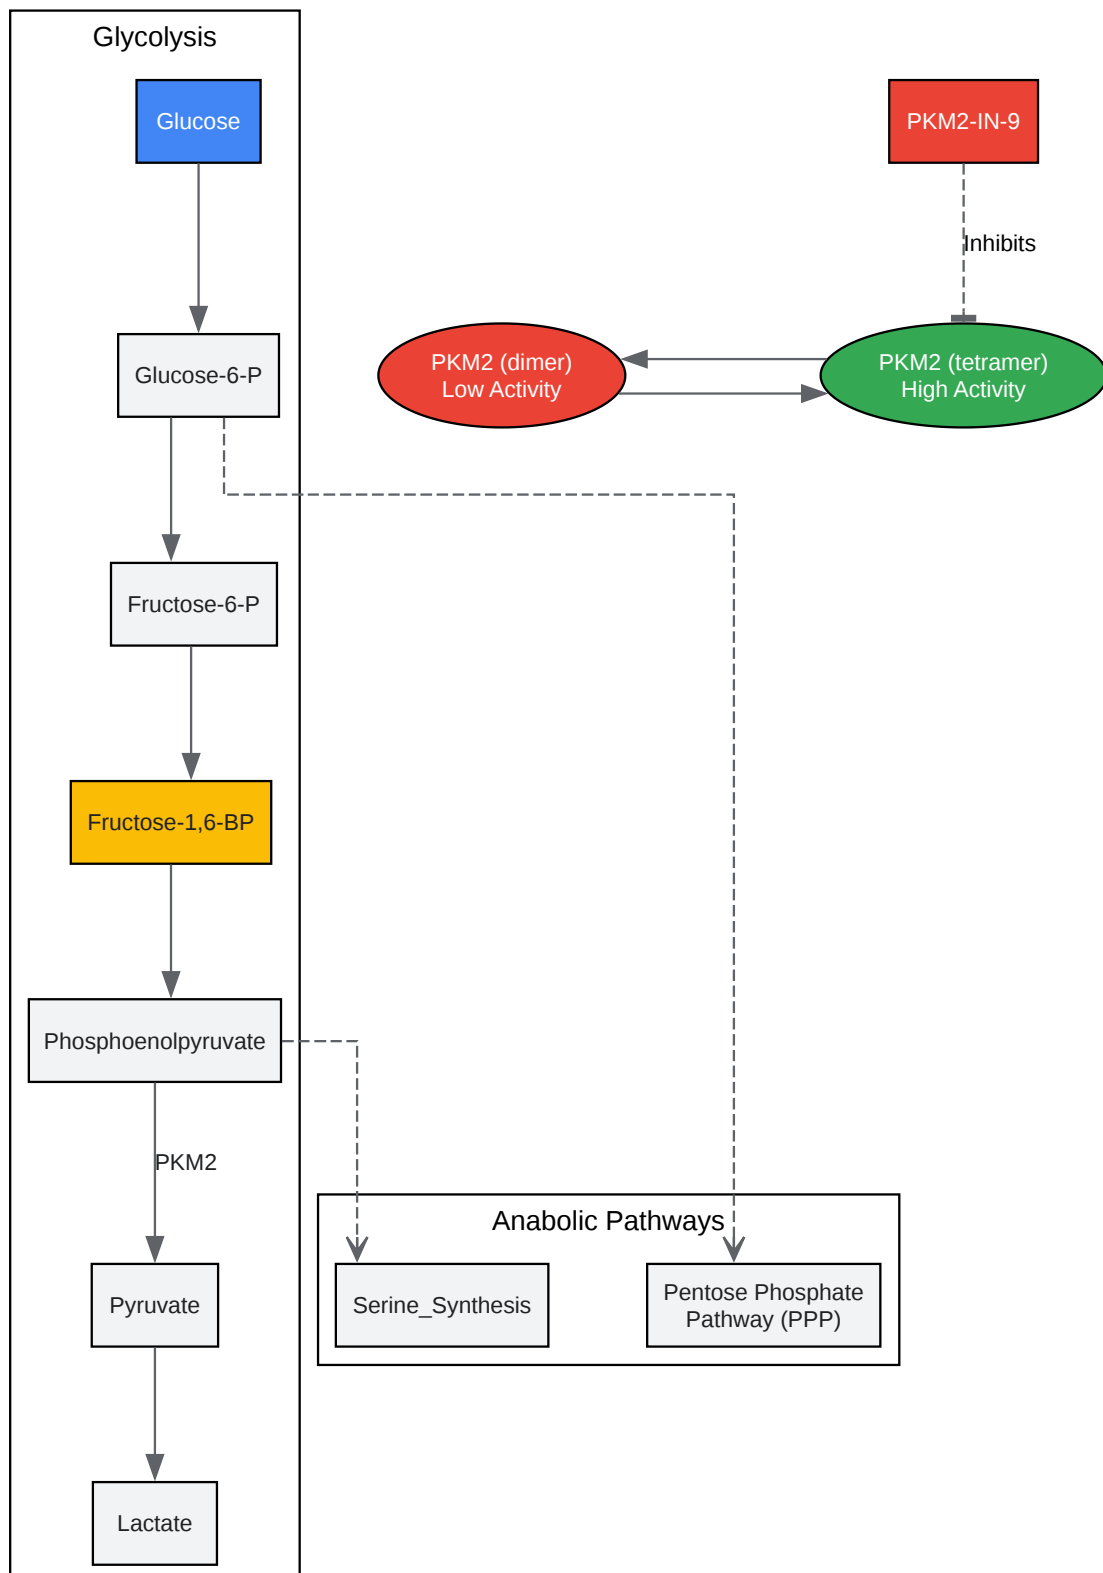 Glycolysis
Glucose
PKM2-IN-9
Inhibits
PKM2 (dimer)
Low Activity
PKM2 (tetramer)
High Activity
Glucose-6-P
Fructose-6-P
Fructose-1,6-BP
Phosphoenolpyruvate
PKM2
Anabolic Pathways
Pyruvate
Serine_Synthesis
Pentose Phosphate
Pathway (PPP)
Lactate